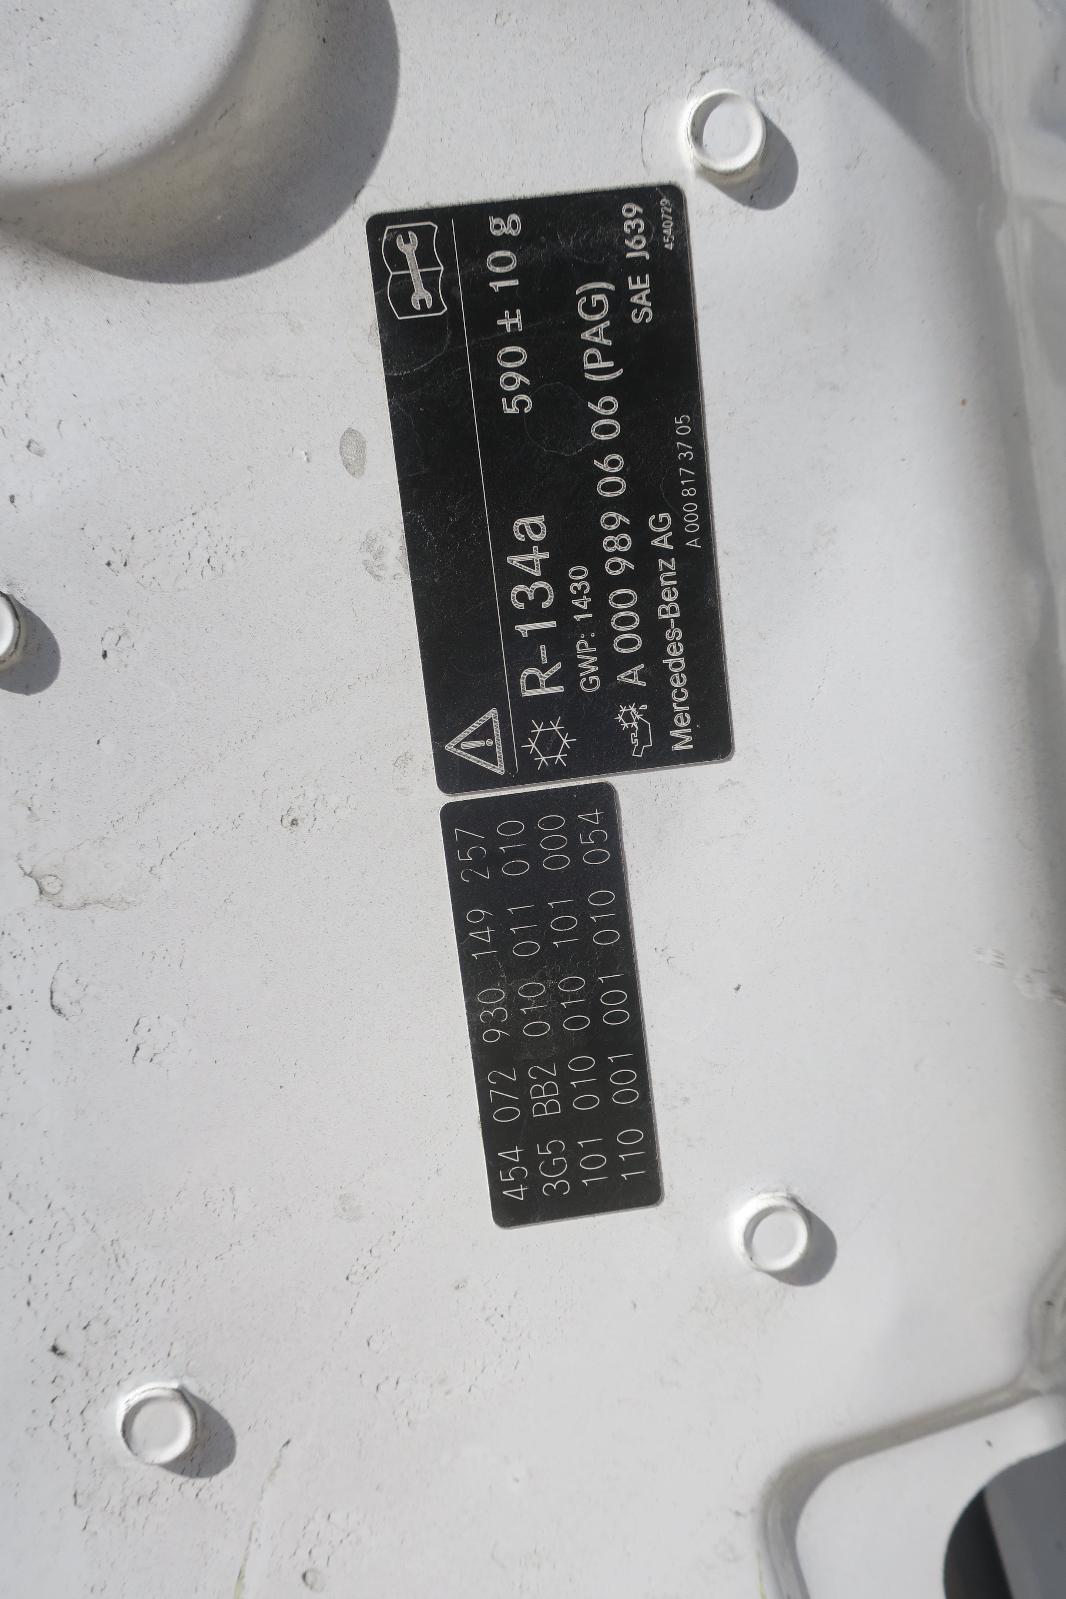 R-134a 590 ± 10 g
GWP: 1430
A 000 989 06 06 (PAG)
Mercedes-Benz AG SAE J639
A 000 817 37 05 4540729
454 072 930 149 257
3G5 BB2 010 011 010
101 010 010 101 000
110 001 001 010 054